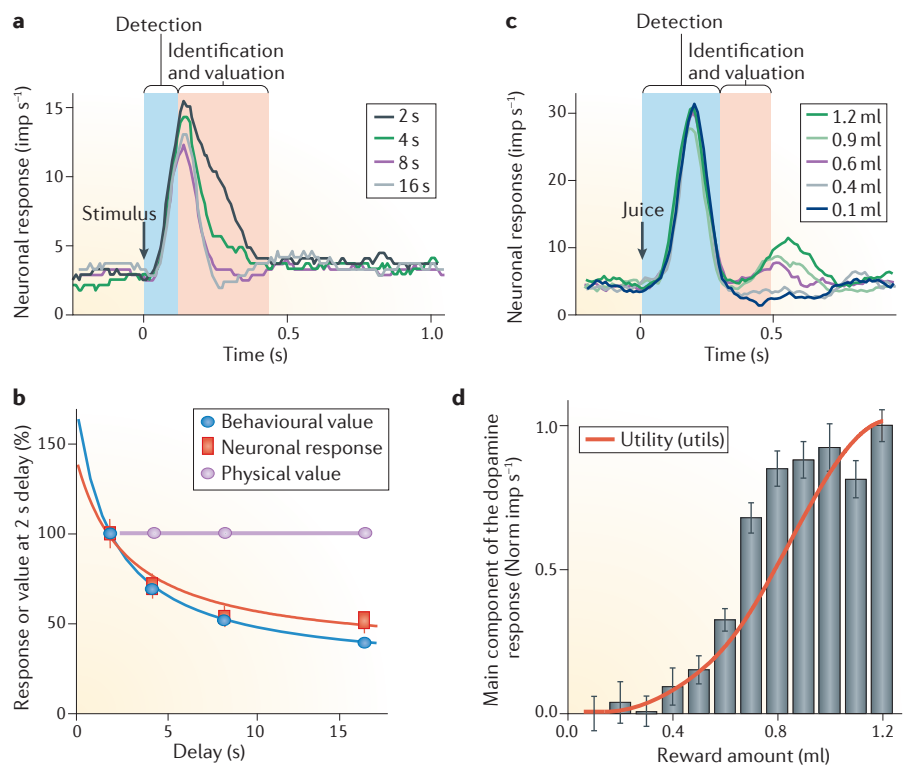 a
Detection
Identification
and valuation
Neuronal response (imp s⁻¹)
15
10
5
0
Stimulus
2 s
4 s
8 s
16 s
0
0.5
1.0
Time (s)
c
Detection
Identification
and valuation
Neuronal response (imp s⁻¹)
30
20
10
0
Juice
1.2 ml
0.9 ml
0.6 ml
0.4 ml
0.1 ml
0
0.5
Time (s)
b
Response or value at 2 s delay (%)
150
100
50
0
Behavioural value
Neuronal response
Physical value
0
5
10
15
Delay (s)
d
Main component of the dopamine
response (Norm imp s⁻¹)
1.0
0.5
0.0
Utility (utils)
0.0
0.4
0.8
1.2
Reward amount (ml)